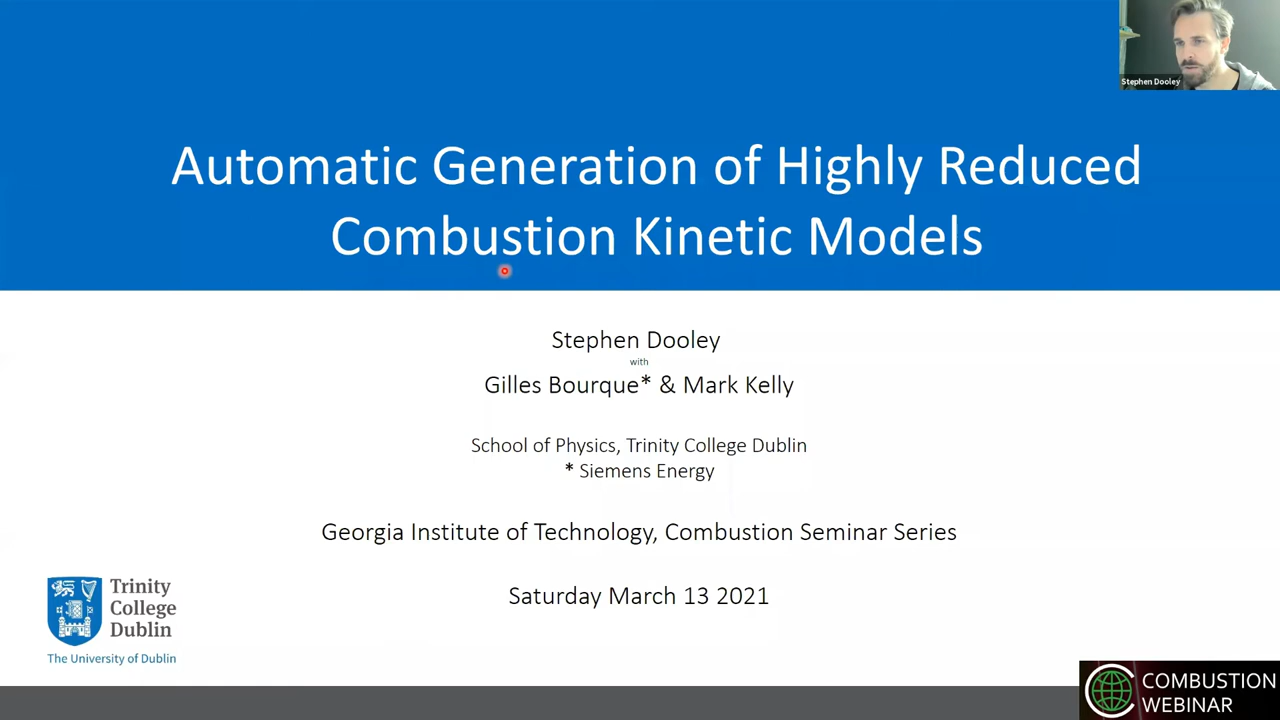 Stephen Dooley
Automatic Generation of Highly Reduced
Combustion Kinetic Models
Stephen Dooley
with
Gilles Bourque* & Mark Kelly
School of Physics, Trinity College Dublin
* Siemens Energy
Georgia Institute of Technology, Combustion Seminar Series
Saturday March 13 2021
Trinity
College
Dublin
The University of Dublin
COMBUSTION
WEBINAR